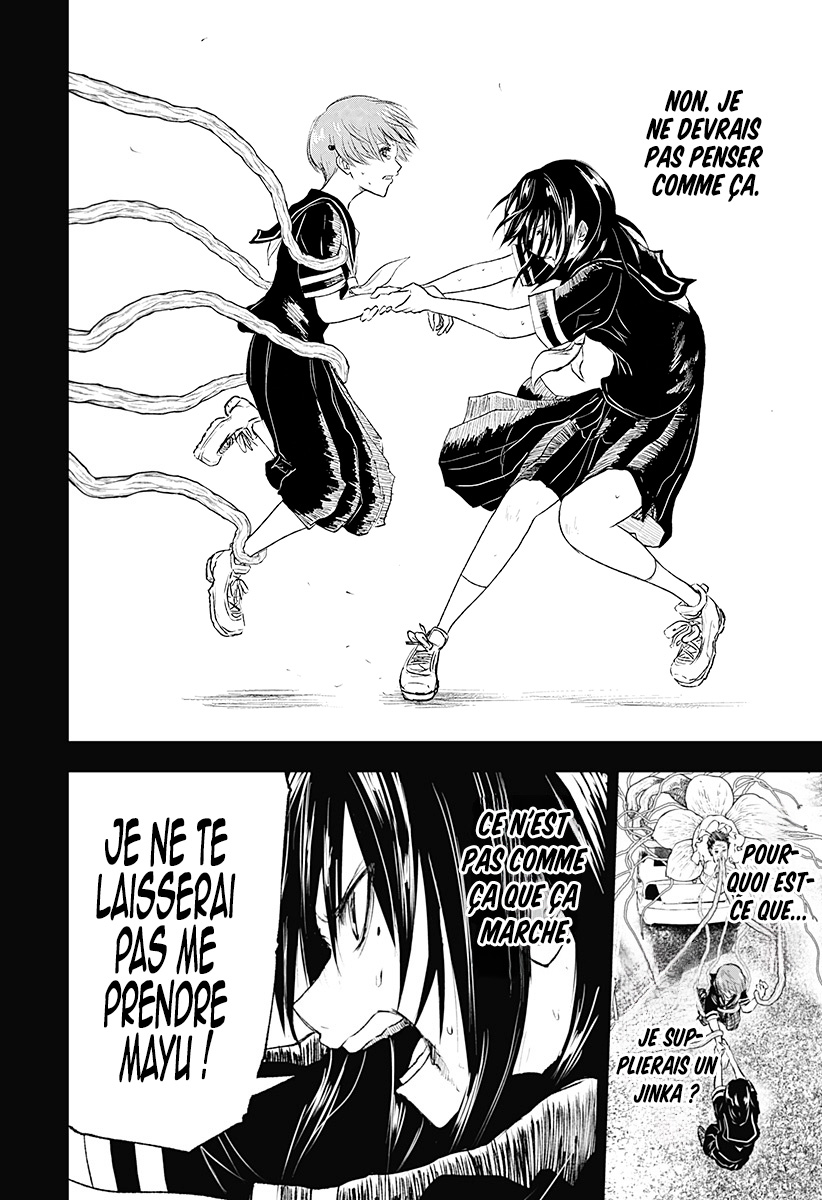 NON. JE
NE DEVRAIS
PAS PENSER
COMME ÇA.
POUR-
QUOI EST-
CE QUE...
JE SUP-
PLIERAIS UN
JINKA ?
CE N'EST
PAS COMME
ÇA QUE ÇA
MARCHE.
JE NE TE
LAISSERAI
PAS ME
PRENDRE
MAYU !